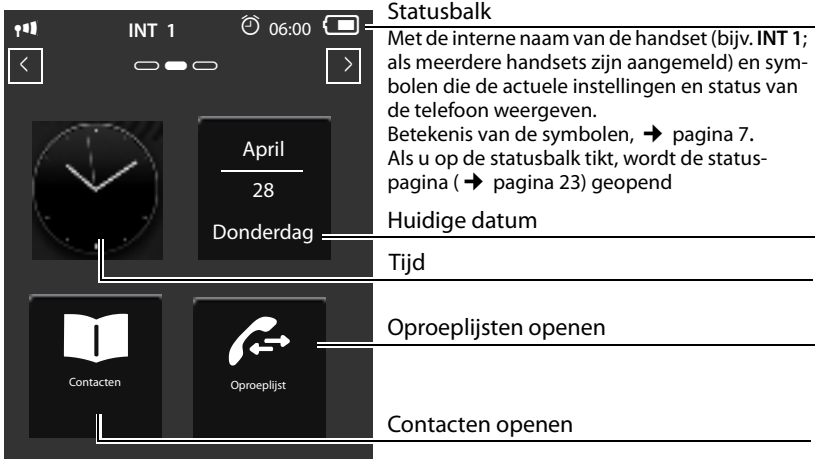 INT 1 06:00
April
28
Donderdag
Contacten
Oproeplijst
Statusbalk
Met de interne naam van de handset (bijv. INT 1;
als meerdere handsets zijn aangemeld) en sym-
bolen die de actuele instellingen en status van
de telefoon weergeven.
Betekenis van de symbolen, ➔ pagina 7.
Als u op de statusbalk tikt, wordt de status-
pagina ( ➔ pagina 23) geopend
Huidige datum
Tijd
Oproeplijsten openen
Contacten openen